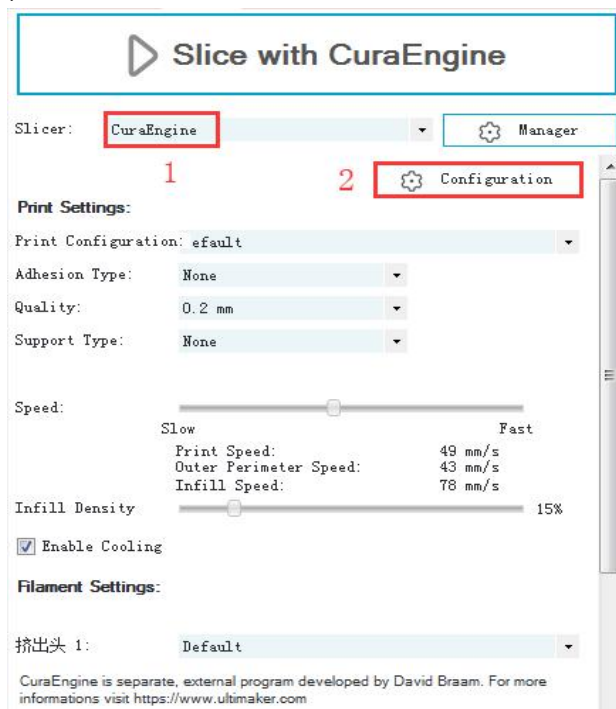 Slice with CuraEngine
Slicer: CuraEngine Manager
1 2 Configuration
Print Settings:
Print Configuration: efault
Adhesion Type: None
Quality: 0.2 mm
Support Type: None
Speed:
Slow Fast
Print Speed: 49 mm/s
Outer Perimeter Speed: 43 mm/s
Infill Speed: 78 mm/s
Infill Density 15%
Enable Cooling
Filament Settings:
挤出头 1: Default
CuraEngine is separate, external program developed by David Braam. For more
informations visit https://www.ultimaker.com